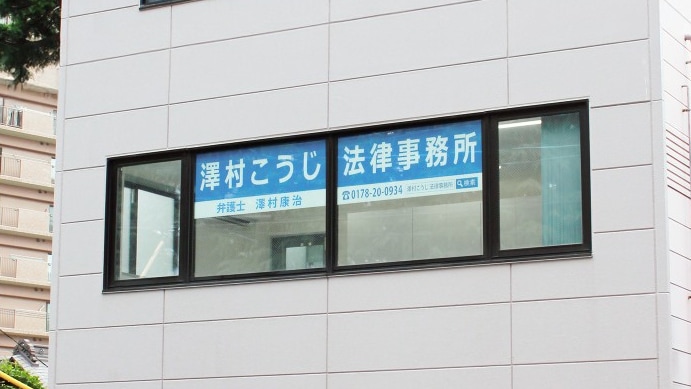 澤村こうじ 法律事務所
弁護士 澤村康治
☎0178-20-0934 澤村こうじ法律事務所 検索